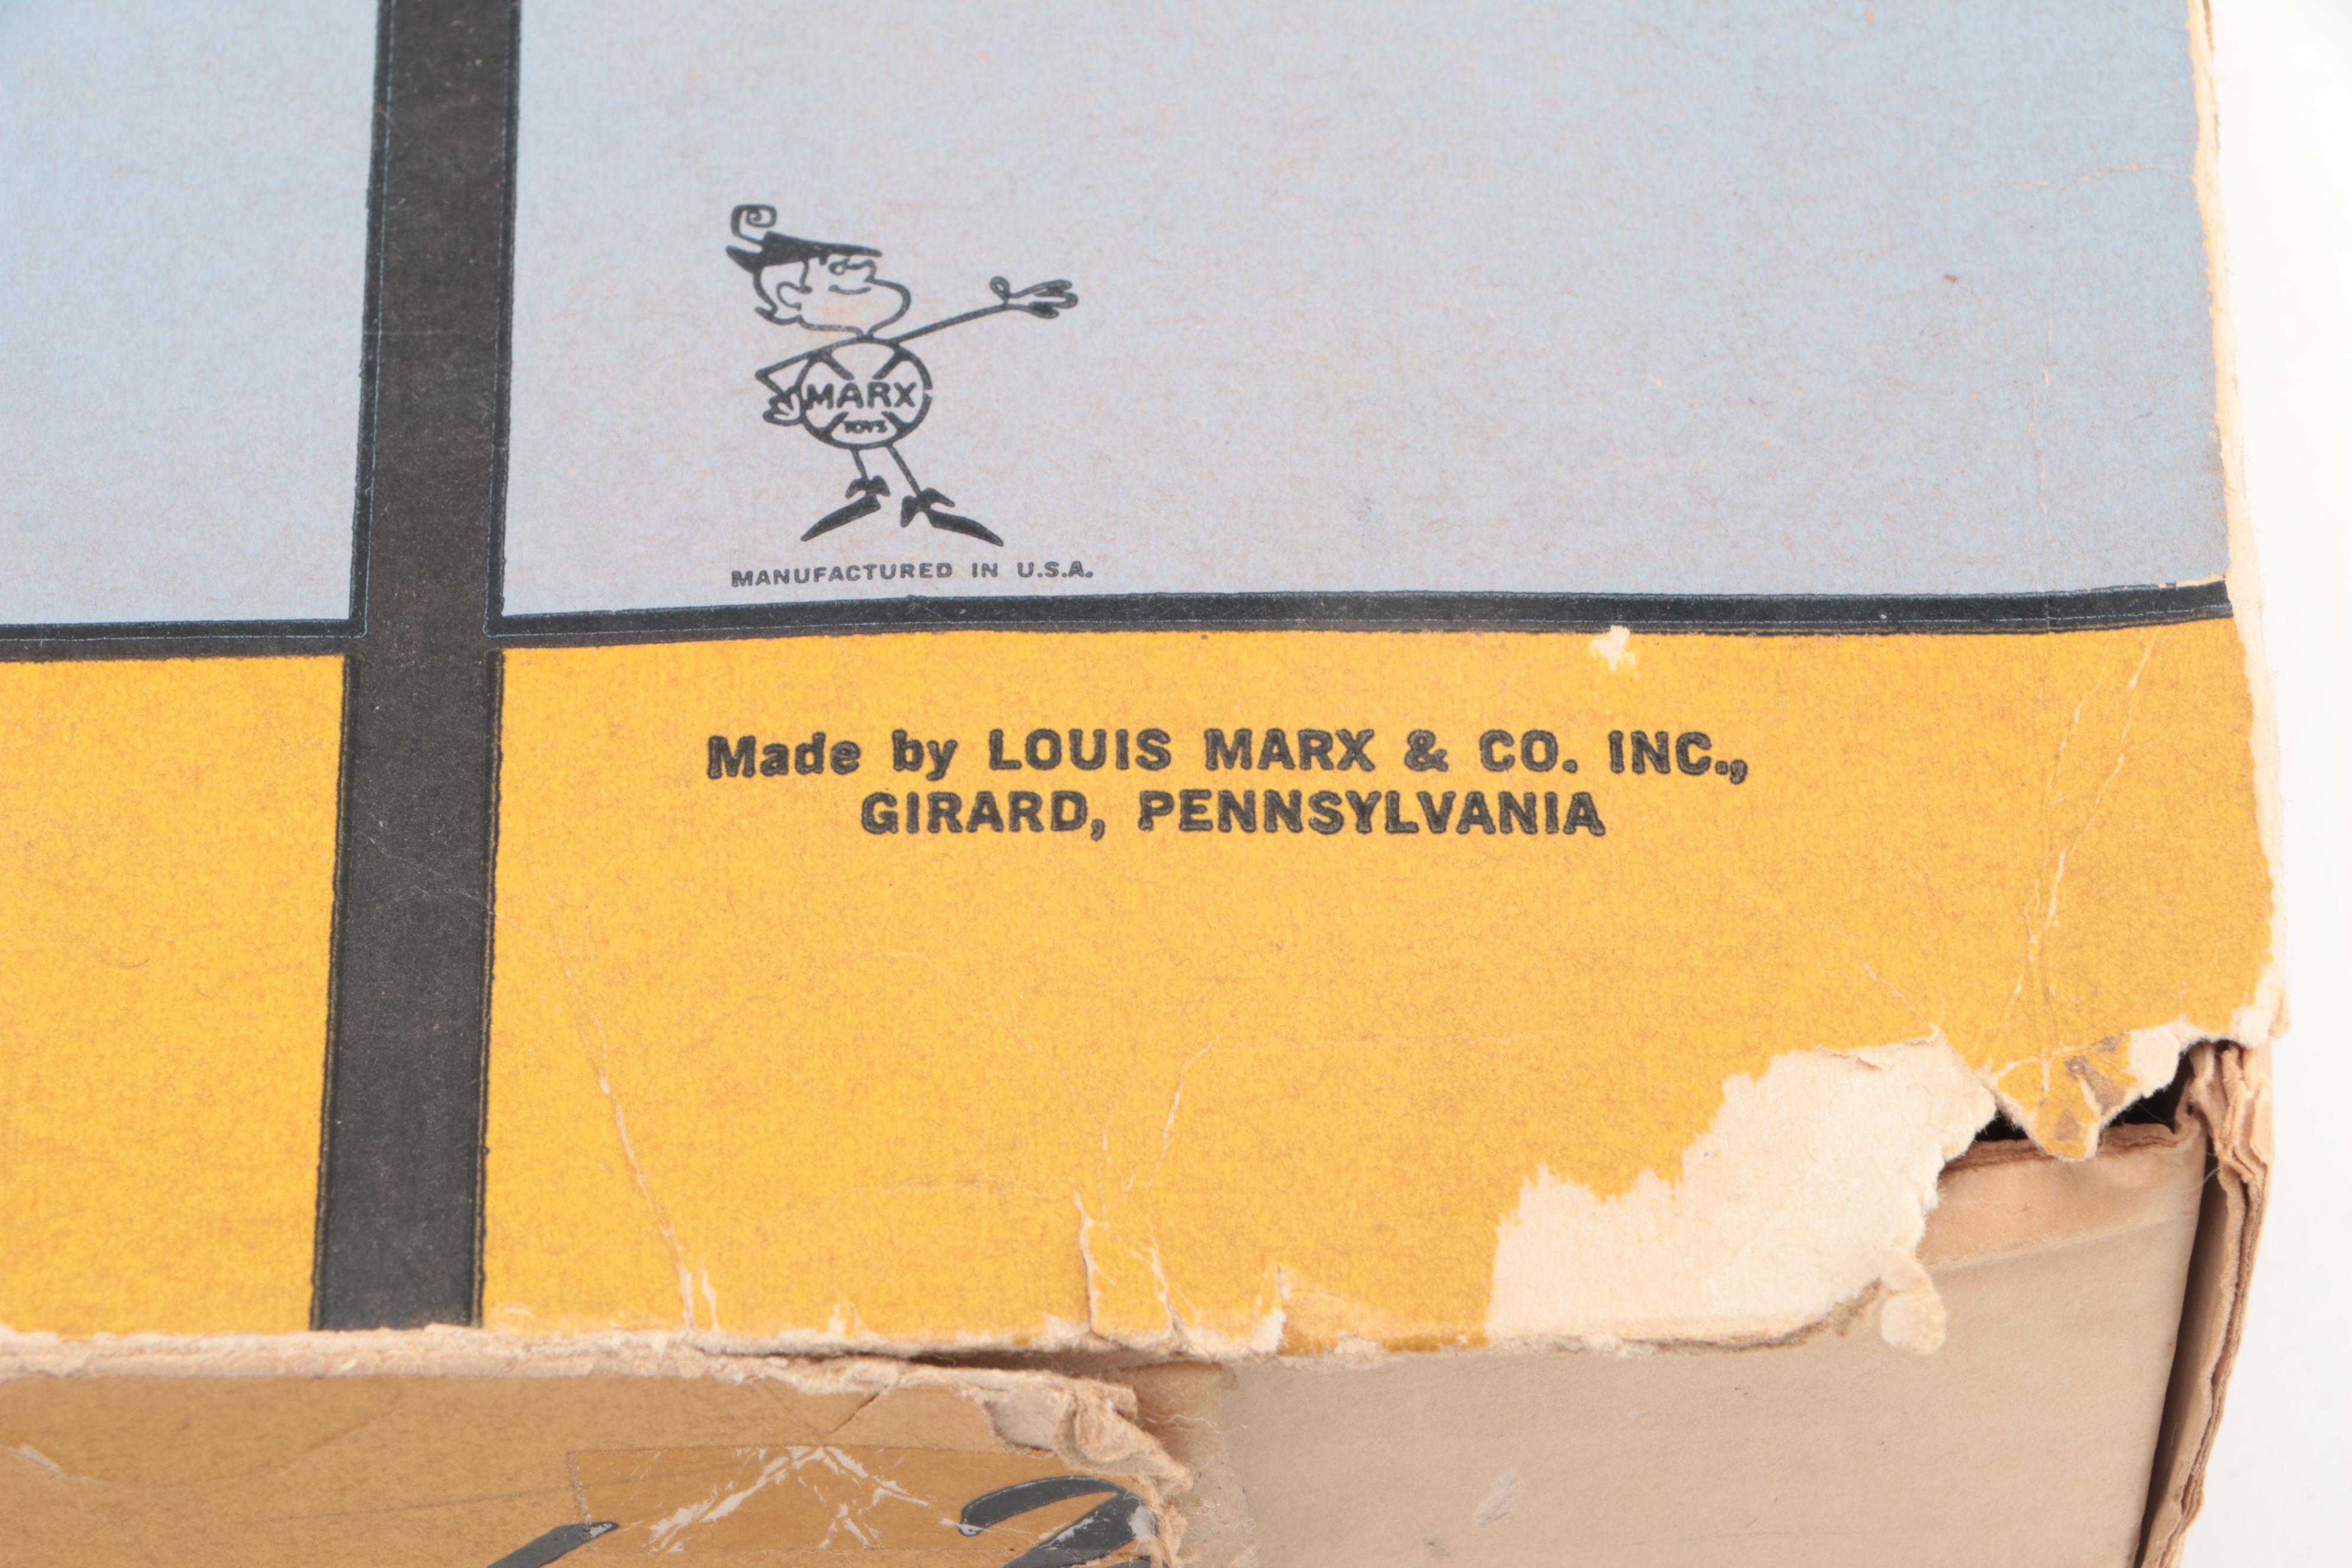 MARX
TOYS
MANUFACTURED IN U.S.A.
Made by LOUIS MARX & CO. INC.,
GIRARD, PENNSYLVANIA